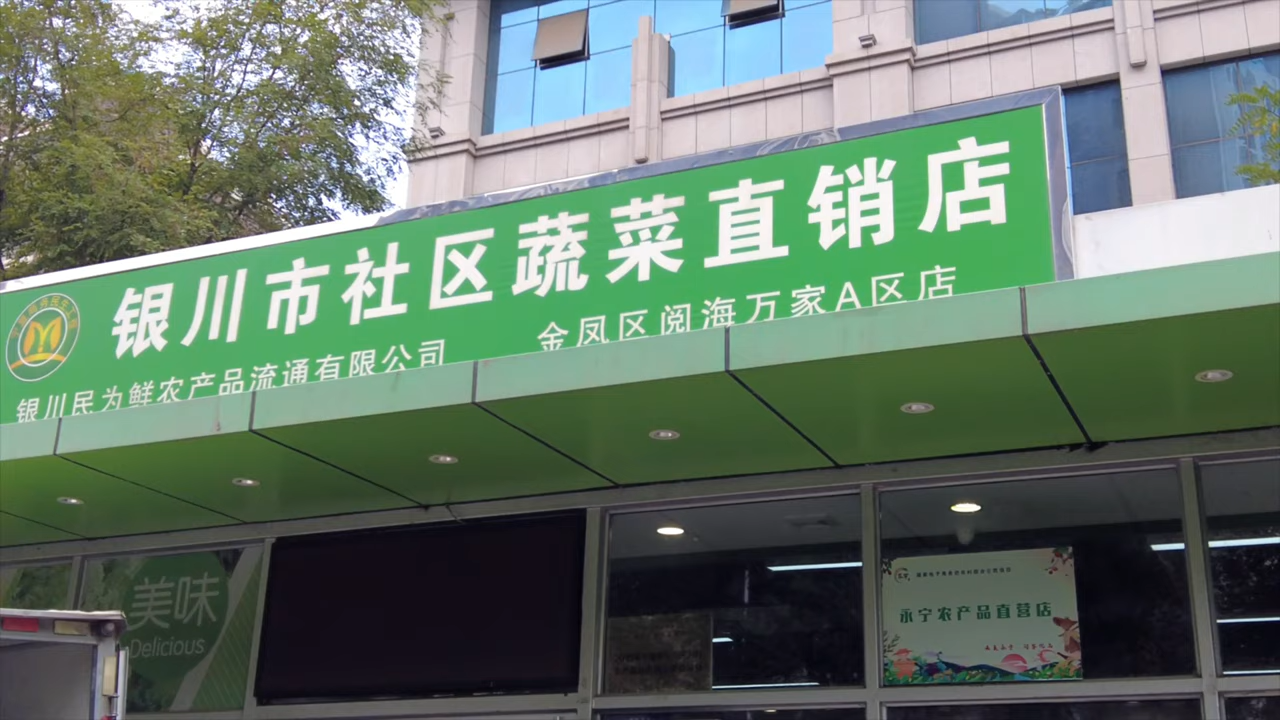 银川市社区蔬菜直销店
银川民为鲜农产品流通有限公司
金凤区阅海万家A区店
美味
Delicious
永宁农产品直营店